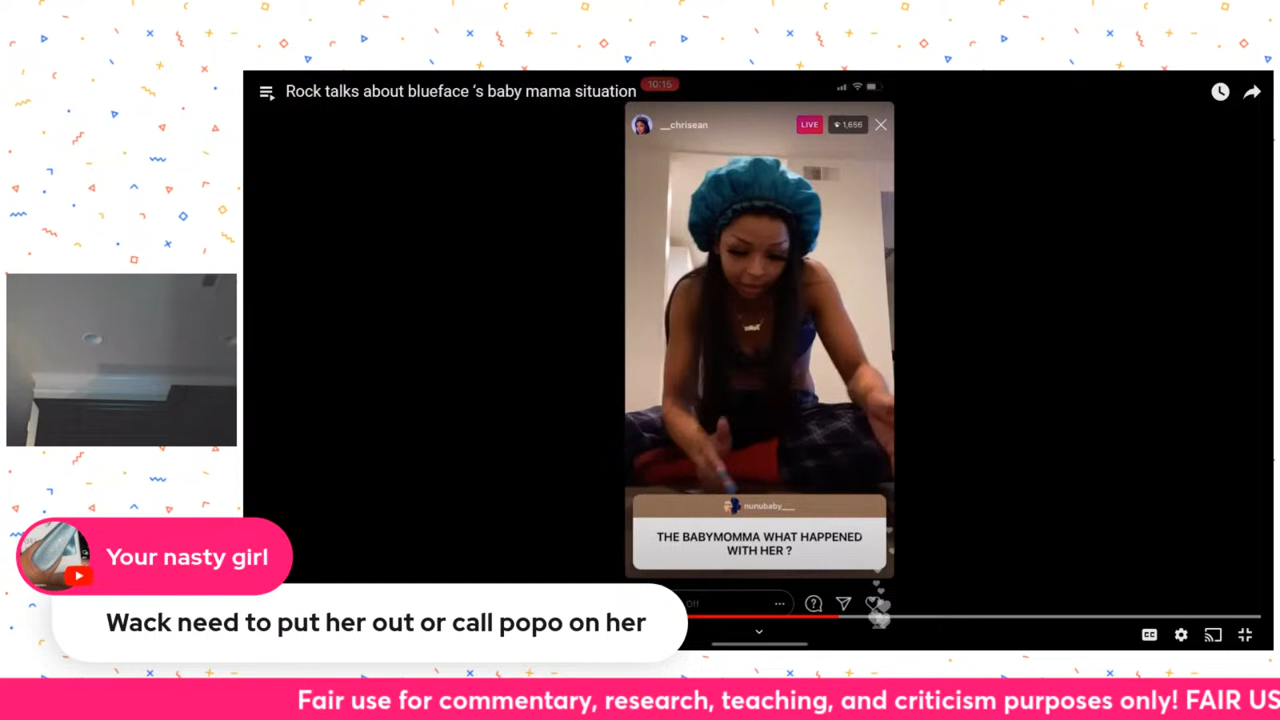 Rock talks about blueface ‘s baby mama situation
10:15
__chrisean
LIVE
1,656
nunubaby___
THE BABYMOMMA WHAT HAPPENED
WITH HER ?
Off
CC
Your nasty girl
Wack need to put her out or call popo on her
Fair use for commentary, research, teaching, and criticism purposes only! FAIR US